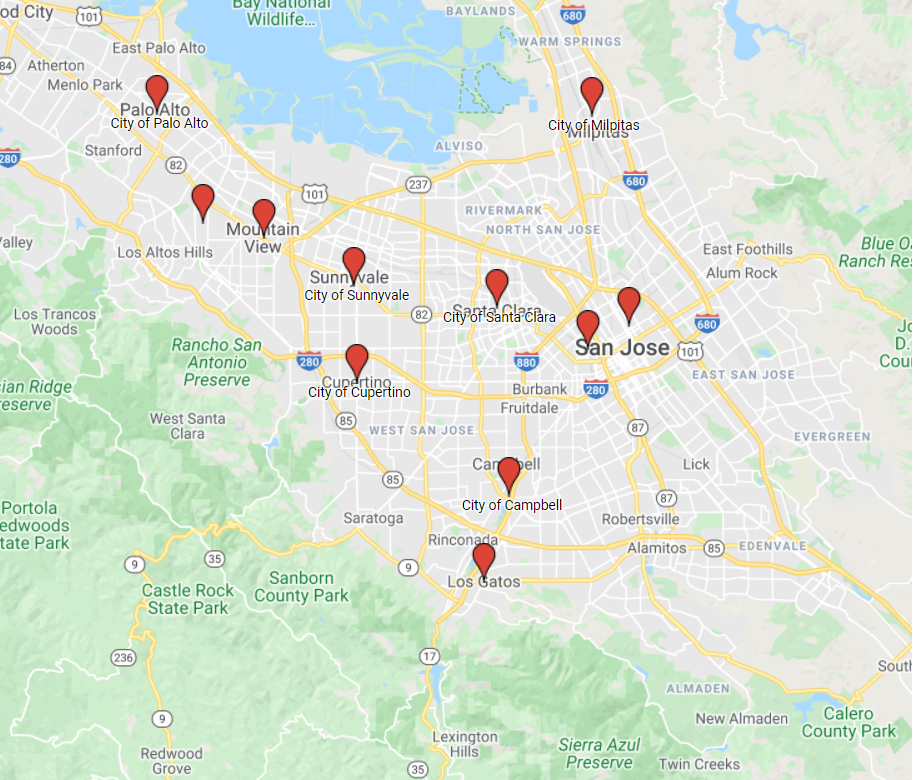 od City
101
Bay National
Wildlife...
BAYLANDS
680
East Palo Alto
WARM SPRINGS
84
Atherton
Menlo Park
Palo Alto
City of Palo Alto
City of Milpitas
Milpitas
280
Stanford
82
ALVISO
237
680
101
RIVERMARK
NORTH SAN JOSE
Mountain
View
Valley
Los Altos Hills
East Foothills
Alum Rock
Blue Oa
Ranch Res
Sunnyvale
City of Sunnyvale
Santa Clara
City of Santa Clara
82
Los Trancos
Woods
680
Rancho San
Antonio
Preserve
280
880
San Jose
101
Jo
D.
Coun
sian Ridge
reserve
Cupertino
City of Cupertino
Burbank
280
EAST SAN JOSE
Fruitdale
West Santa
Clara
85
WEST SAN JOSE
87
EVERGREEN
Campbell
Lick
85
City of Campbell
87
Portola
edwoods
tate Park
Saratoga
Robertsville
Rinconada
Alamitos
85
EDENVALE
35
9
9
Sanborn
County Park
Los Gatos
Castle Rock
State Park
236
17
South
ALMADEN
9
New Almaden
Calero
County Park
Lexington
Hills
Sierra Azul
Preserve
Redwood
Grove
35
Twin Creeks